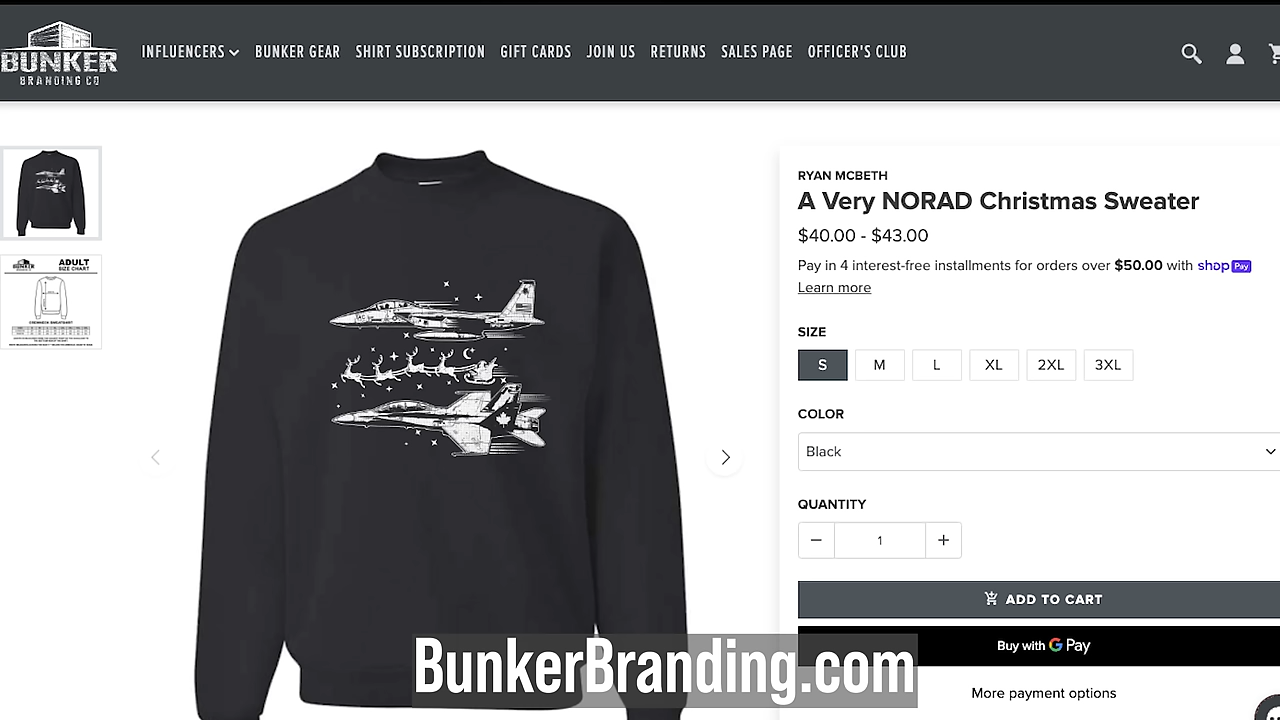 BUNKER
BRANDING CO
INFLUENCERS BUNKER GEAR SHIRT SUBSCRIPTION GIFT CARDS JOIN US RETURNS SALES PAGE OFFICER'S CLUB
BUNKER
ADULT
SIZE CHART
RYAN MCBETH
A Very NORAD Christmas Sweater
$40.00 - $43.00
Pay in 4 interest-free installments for orders over $50.00 with shop Pay
Learn more
SIZE
S M L XL 2XL 3XL
COLOR
Black
QUANTITY
− 1 +
ADD TO CART
Buy with G Pay
More payment options
BunkerBranding.com